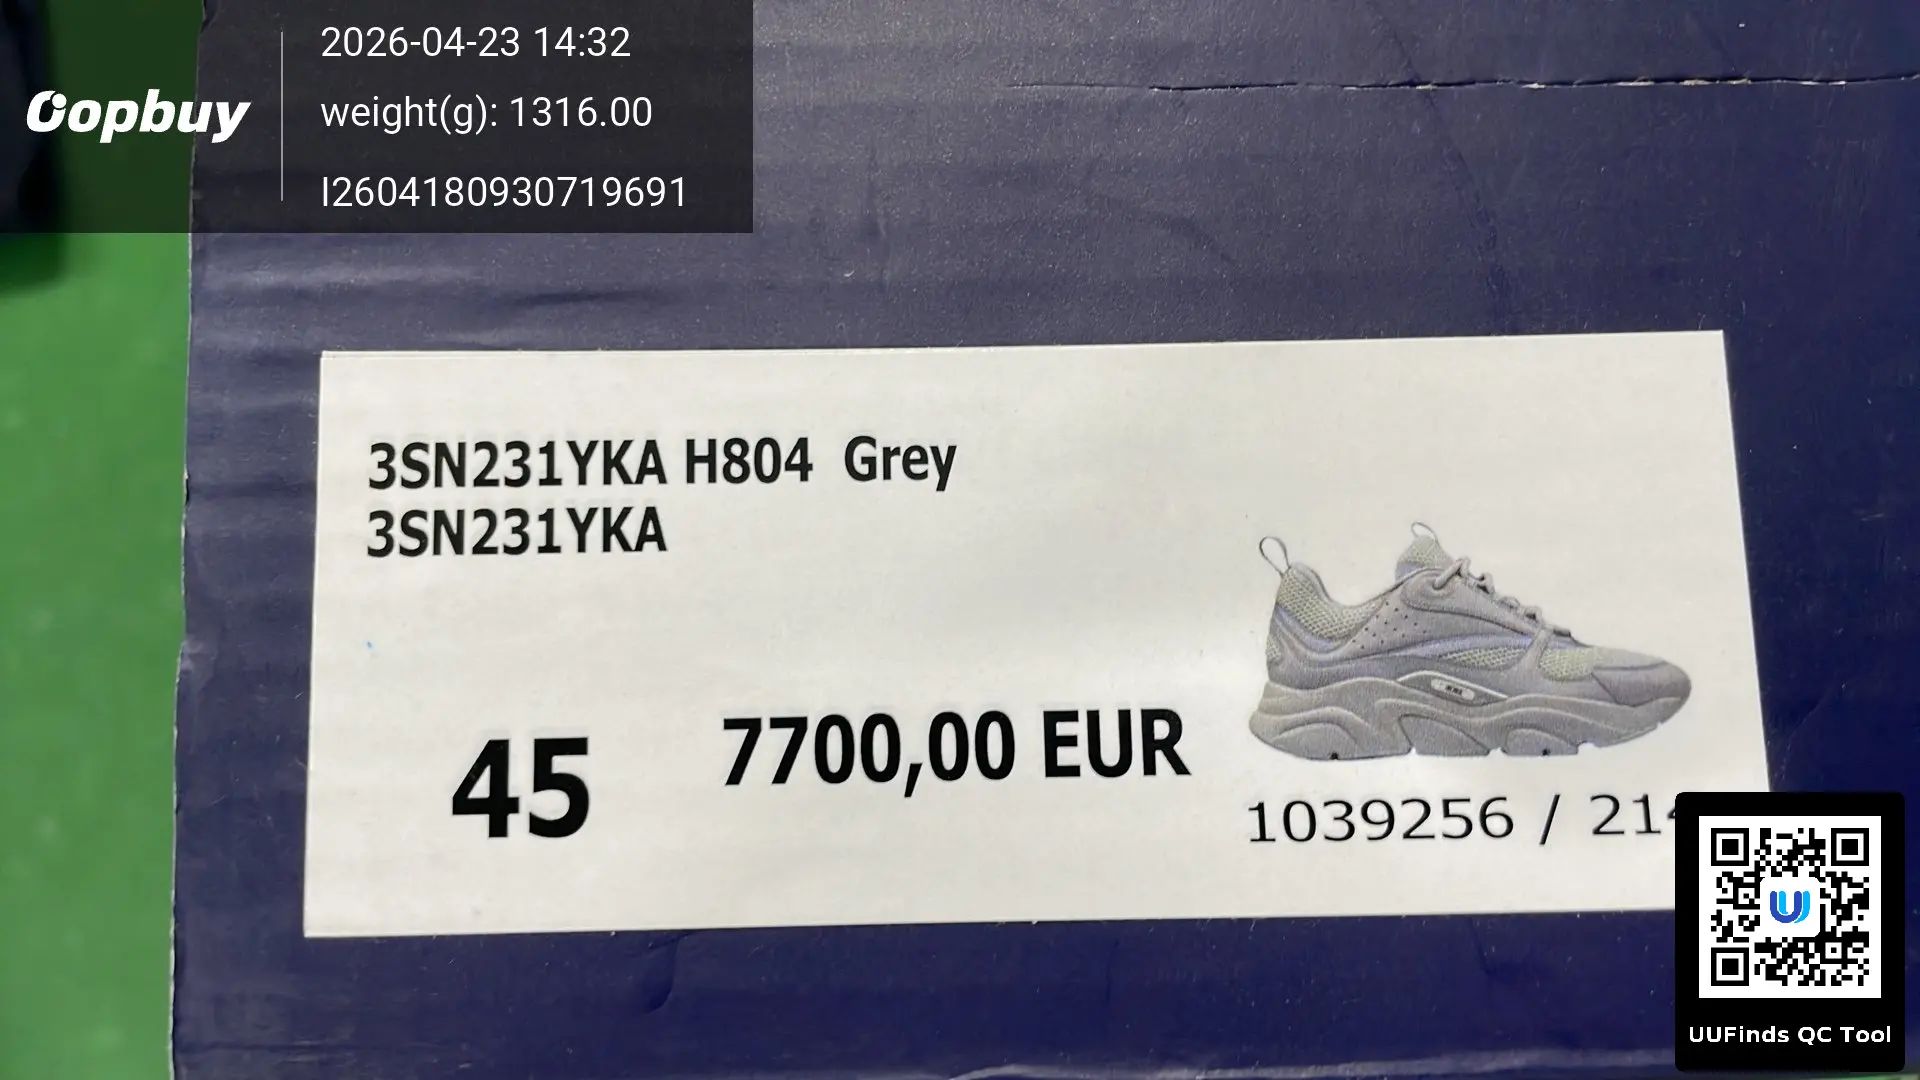 Oopbuy
2026-04-23 14:32
weight(g): 1316.00
I2604180930719691
3SN231YKA H804 Grey
3SN231YKA
45
7700,00 EUR
1039256 / 21
UUFinds QC Tool